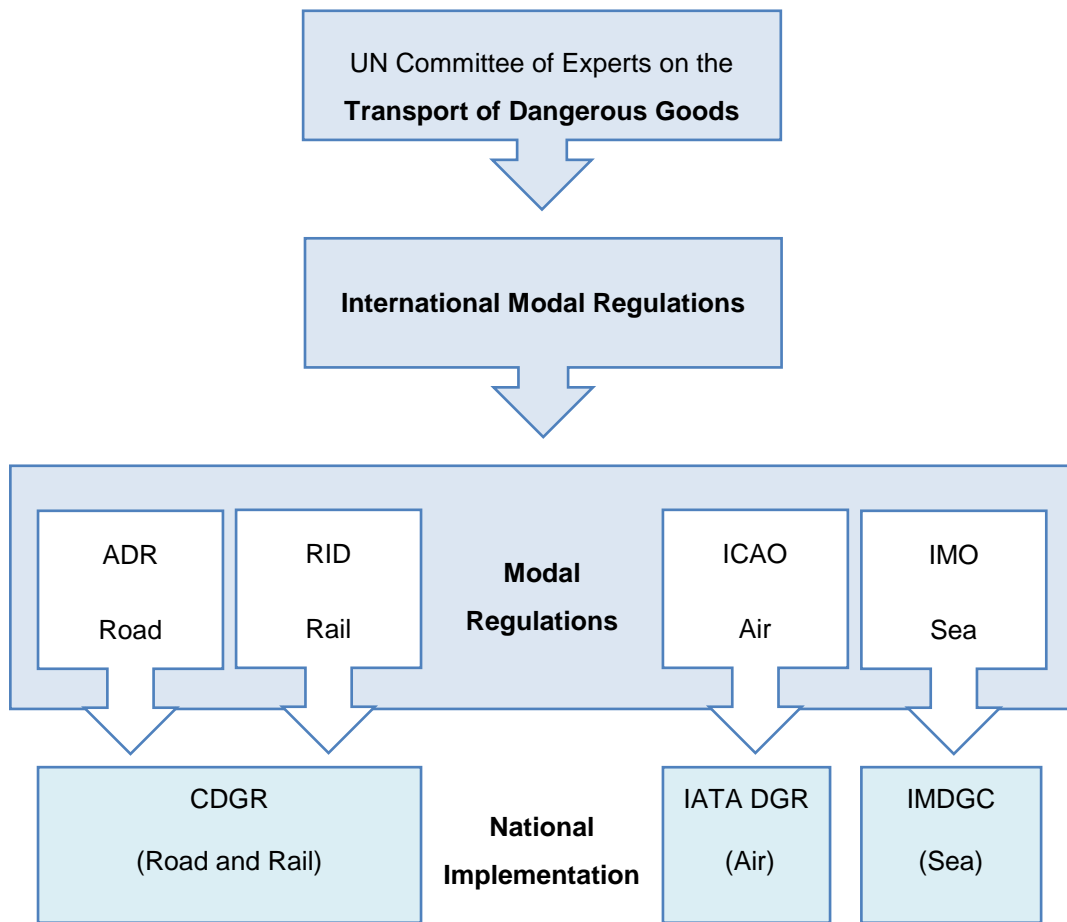 UN Committee of Experts on the
Transport of Dangerous Goods
International Modal Regulations
ADR
Road
RID
Rail
Modal
Regulations
ICAO
Air
IMO
Sea
CDGR
(Road and Rail)
National
Implementation
IATA DGR
(Air)
IMDGC
(Sea)